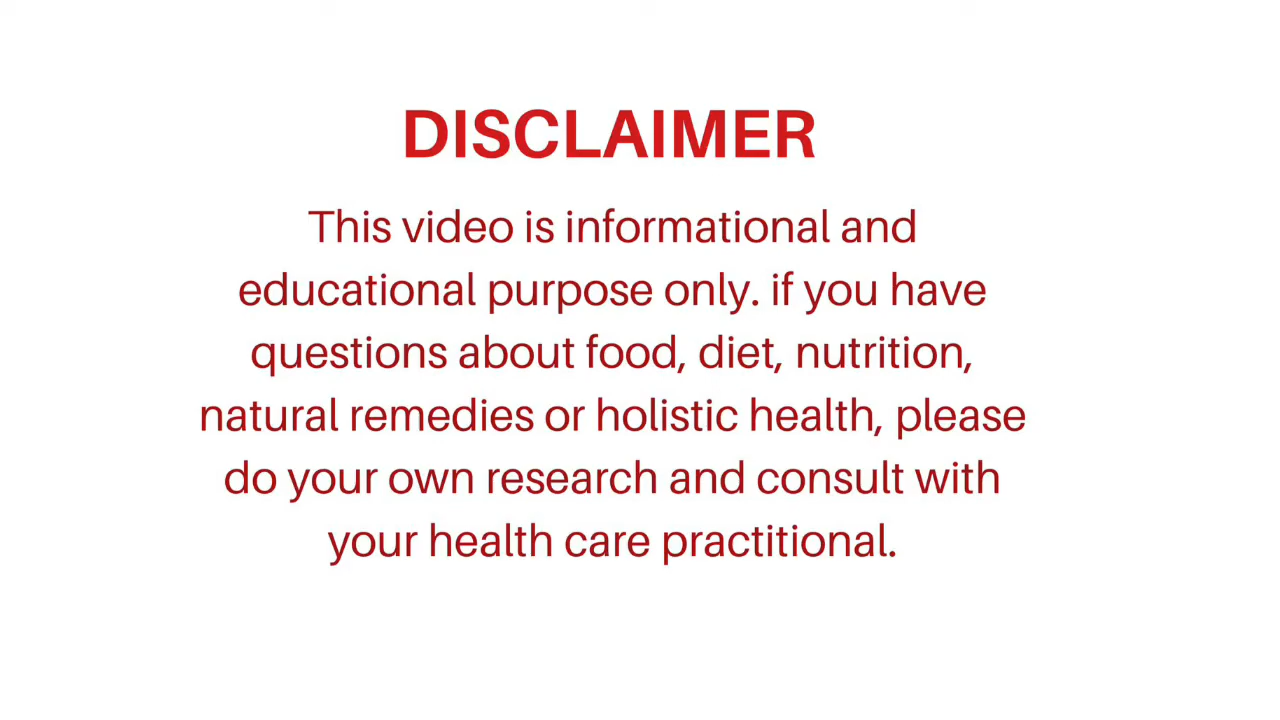 DISCLAIMER
This video is informational and
educational purpose only. if you have
questions about food, diet, nutrition,
natural remedies or holistic health, please
do your own research and consult with
your health care practitional.